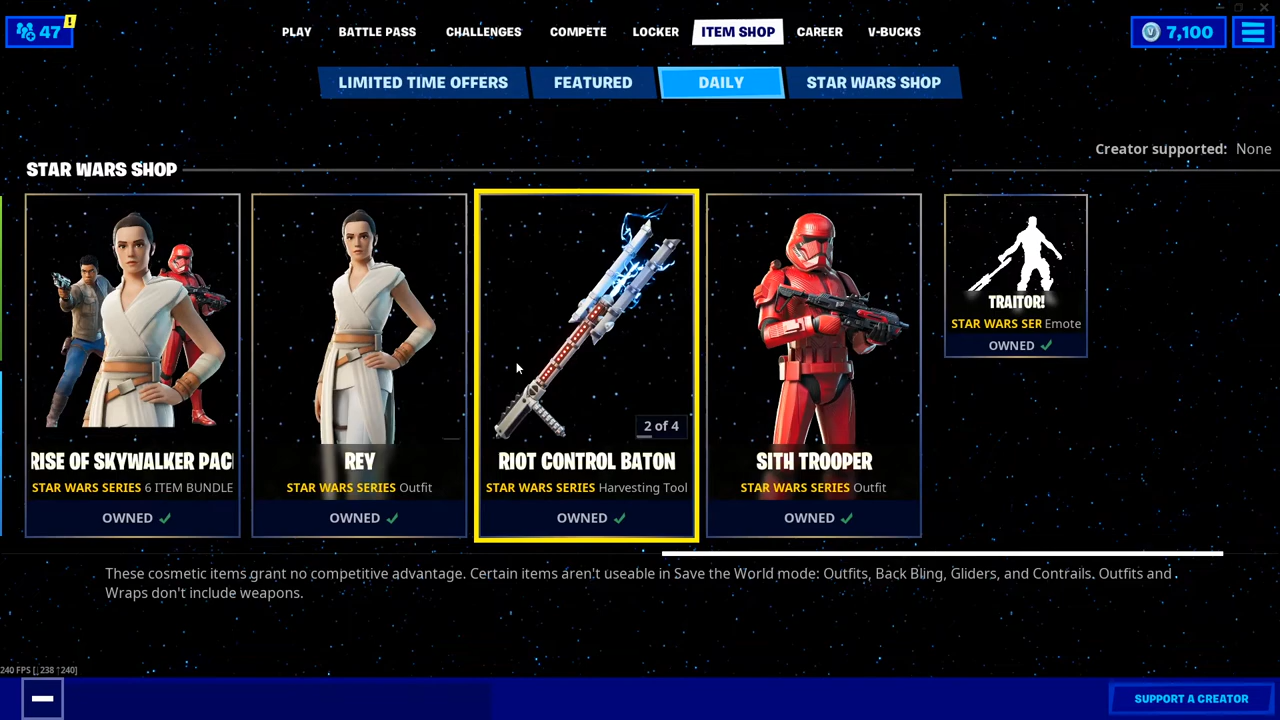 47
!
PLAY
BATTLE PASS
CHALLENGES
COMPETE
LOCKER
ITEM SHOP
CAREER
V-BUCKS
7,100
LIMITED TIME OFFERS
FEATURED
DAILY
STAR WARS SHOP
Creator supported: None
STAR WARS SHOP
RISE OF SKYWALKER PAC
STAR WARS SERIES 6 ITEM BUNDLE
OWNED
REY
STAR WARS SERIES Outfit
OWNED
2 of 4
RIOT CONTROL BATON
STAR WARS SERIES Harvesting Tool
OWNED
SITH TROOPER
STAR WARS SERIES Outfit
OWNED
TRAITOR!
STAR WARS SER Emote
OWNED
These cosmetic items grant no competitive advantage. Certain items aren't useable in Save the World mode: Outfits, Back Bling, Gliders, and Contrails. Outfits and
Wraps don't include weapons.
240 FPS [↓238 ↑240]
SUPPORT A CREATOR